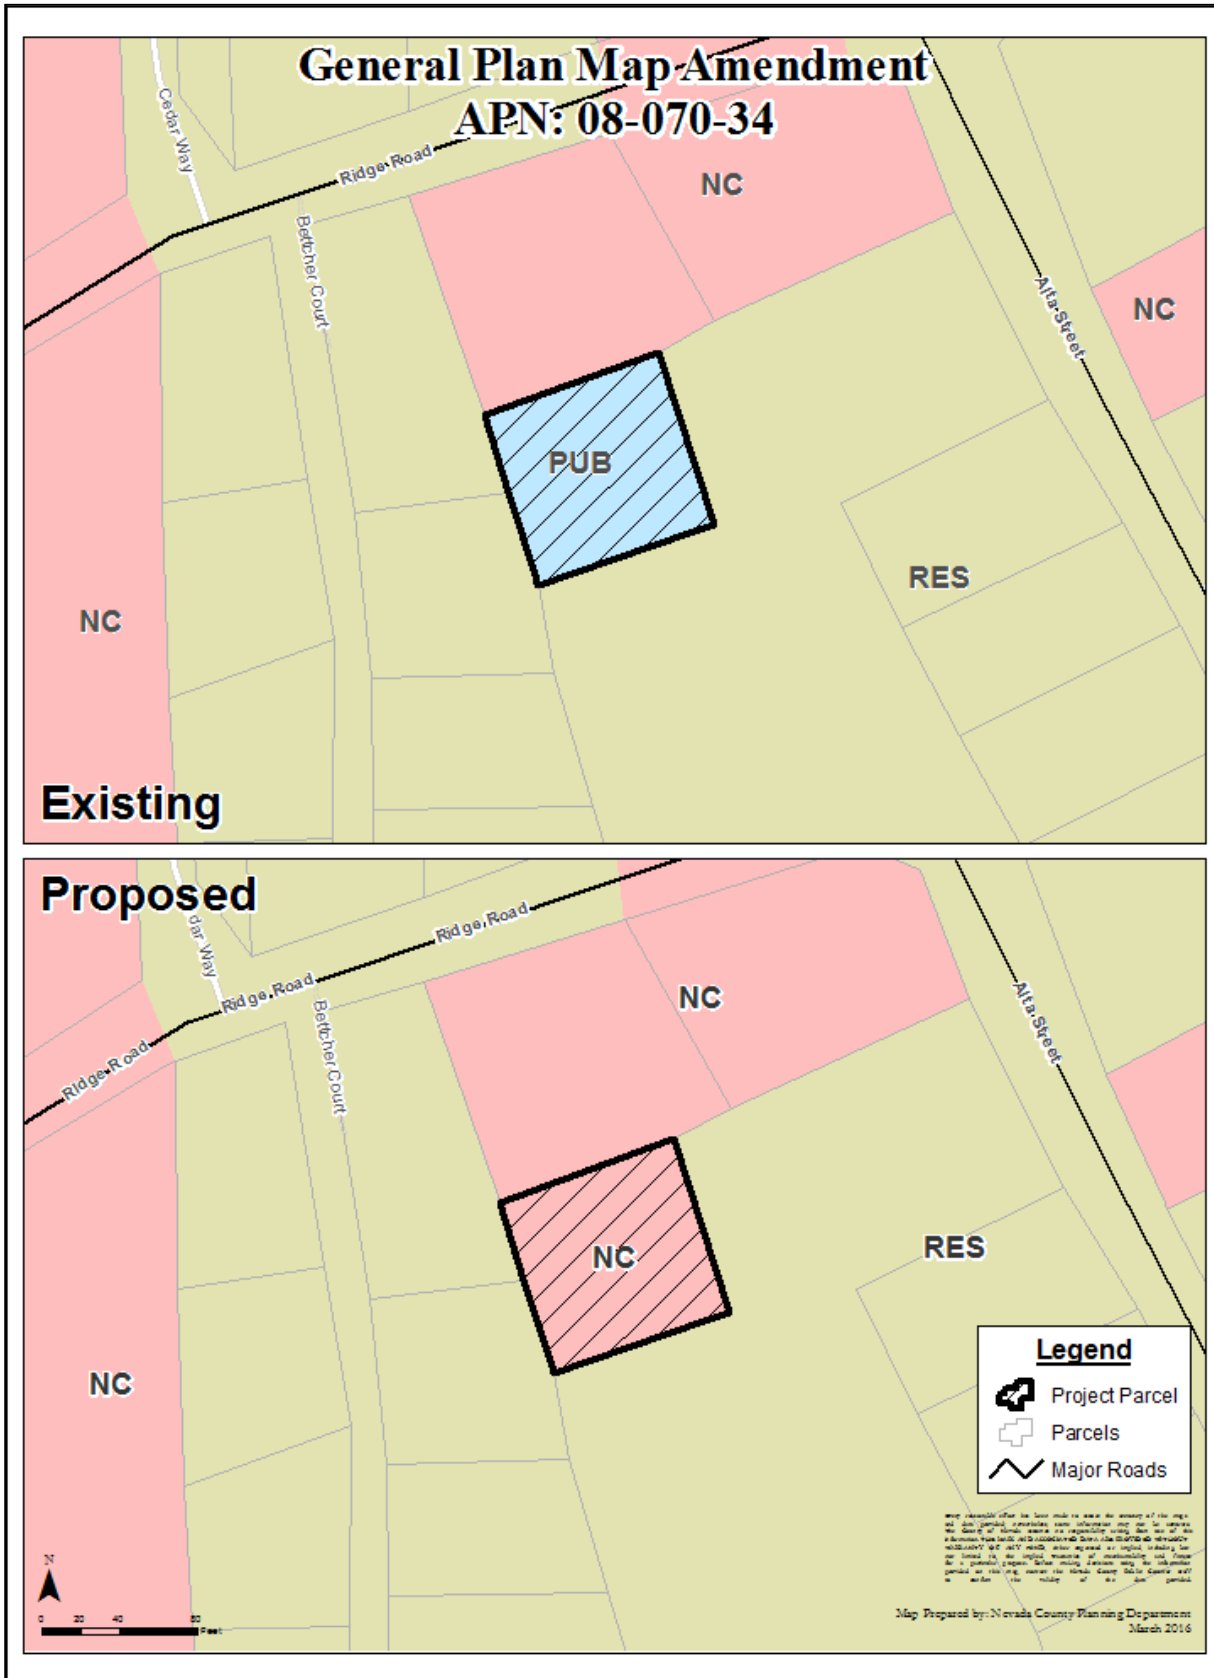 General Plan Map Amendment
APN: 08-070-34
Cedar Way
Ridge Road
NC
Bettcher Court
Alta Street
NC
PUB
RES
NC
Existing
Proposed
dar Way
Ridge Road
Ridge Road
Ridge Road
NC
Bettcher Court
Alta Street
NC
RES
NC
Legend
Project Parcel
Parcels
Major Roads
N
0 20 40 80
Feet
Map Prepared by: Nevada County Planning Department
March 2016